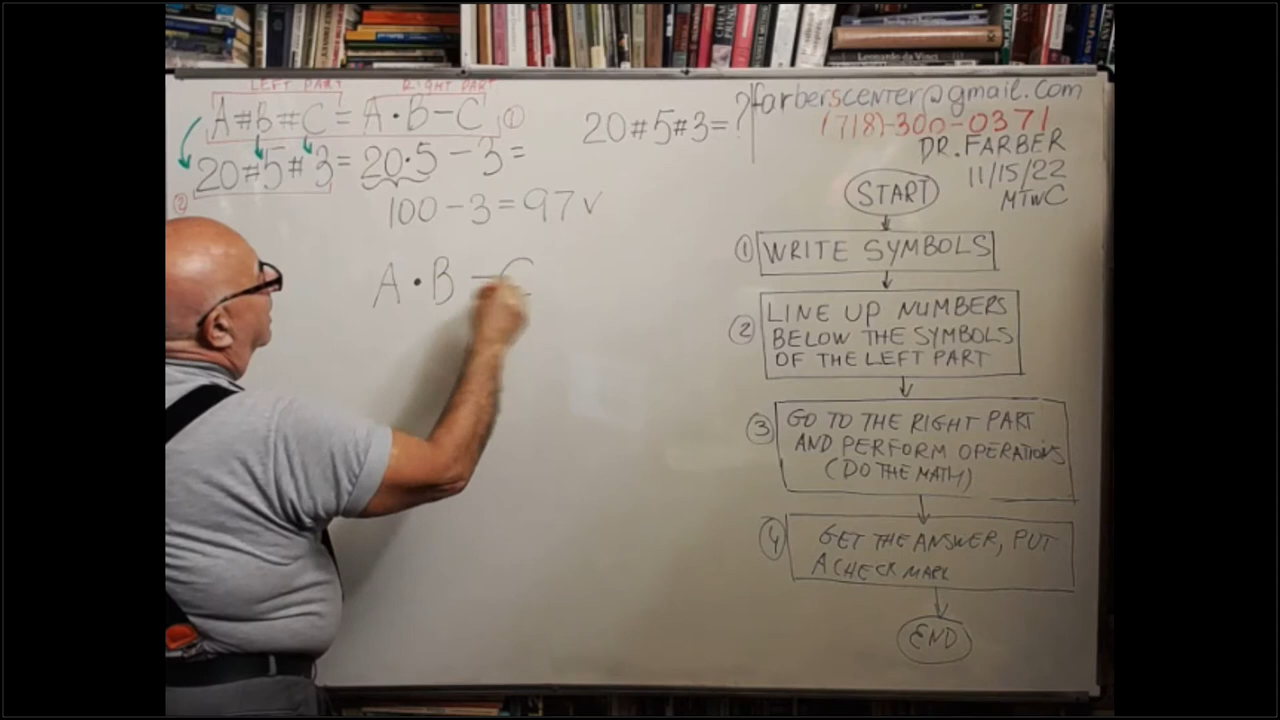 LEFT PART RIGHT PART
A#B#C = A·B-C ①
20#5#3 = 20·5 - 3 =
②
100 - 3 = 97 ✓
A·B - C
20#5#3=?
farberscenter@gmail.com
(718)-300-0371
DR. FARBER
11/15/22
MTWC
START
① WRITE SYMBOLS
② LINE UP NUMBERS
BELOW THE SYMBOLS
OF THE LEFT PART
③ GO TO THE RIGHT PART
AND PERFORM OPERATIONS
(DO THE MATH)
④ GET THE ANSWER, PUT
A CHECK MARK
END
Leonardo da Vinci